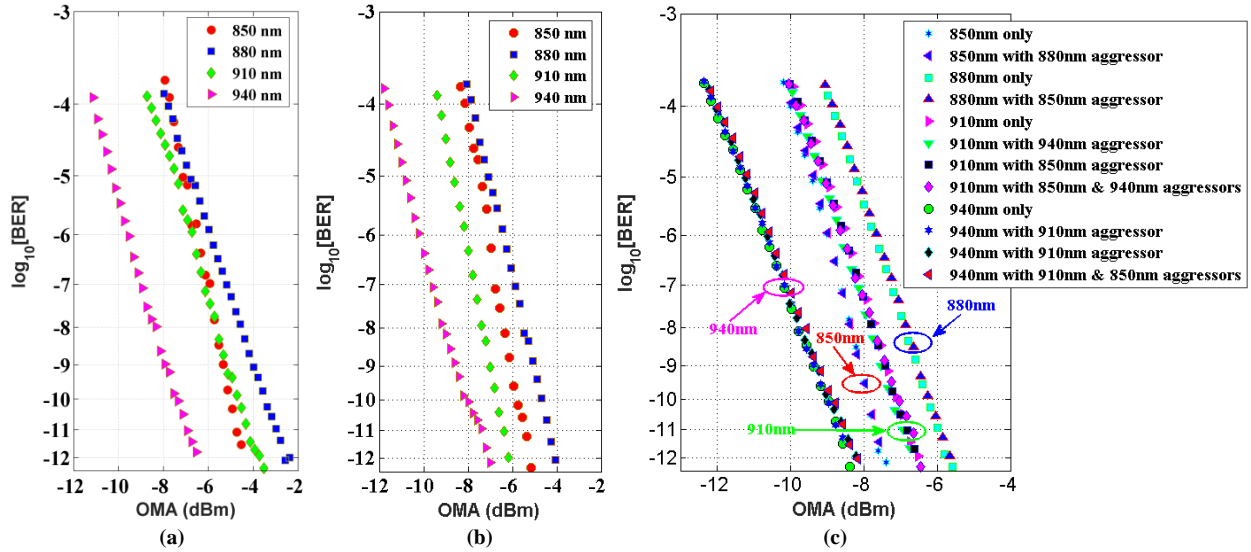 850 nm
880 nm
910 nm
940 nm
-3
-4
-5
-6
-7
-8
-9
-10
-11
-12
log10[BER]
-12 -10 -8 -6 -4 -2
OMA (dBm)
(a)
850 nm
880 nm
910 nm
940 nm
-3
-4
-5
-6
-7
-8
-9
-10
-11
-12
log10[BER]
-12 -10 -8 -6 -4 -2
OMA (dBm)
(b)
850nm only
850nm with 880nm aggressor
880nm only
880nm with 850nm aggressor
910nm only
910nm with 940nm aggressor
910nm with 850nm aggressor
910nm with 850nm & 940nm aggressors
940nm only
940nm with 910nm aggressor
940nm with 910nm aggressor
940nm with 910nm & 850nm aggressors
-3
-4
-5
-6
-7
-8
-9
-10
-11
-12
log10[BER]
940nm
880nm
850nm
910nm
-12 -10 -8 -6 -4
OMA (dBm)
(c)